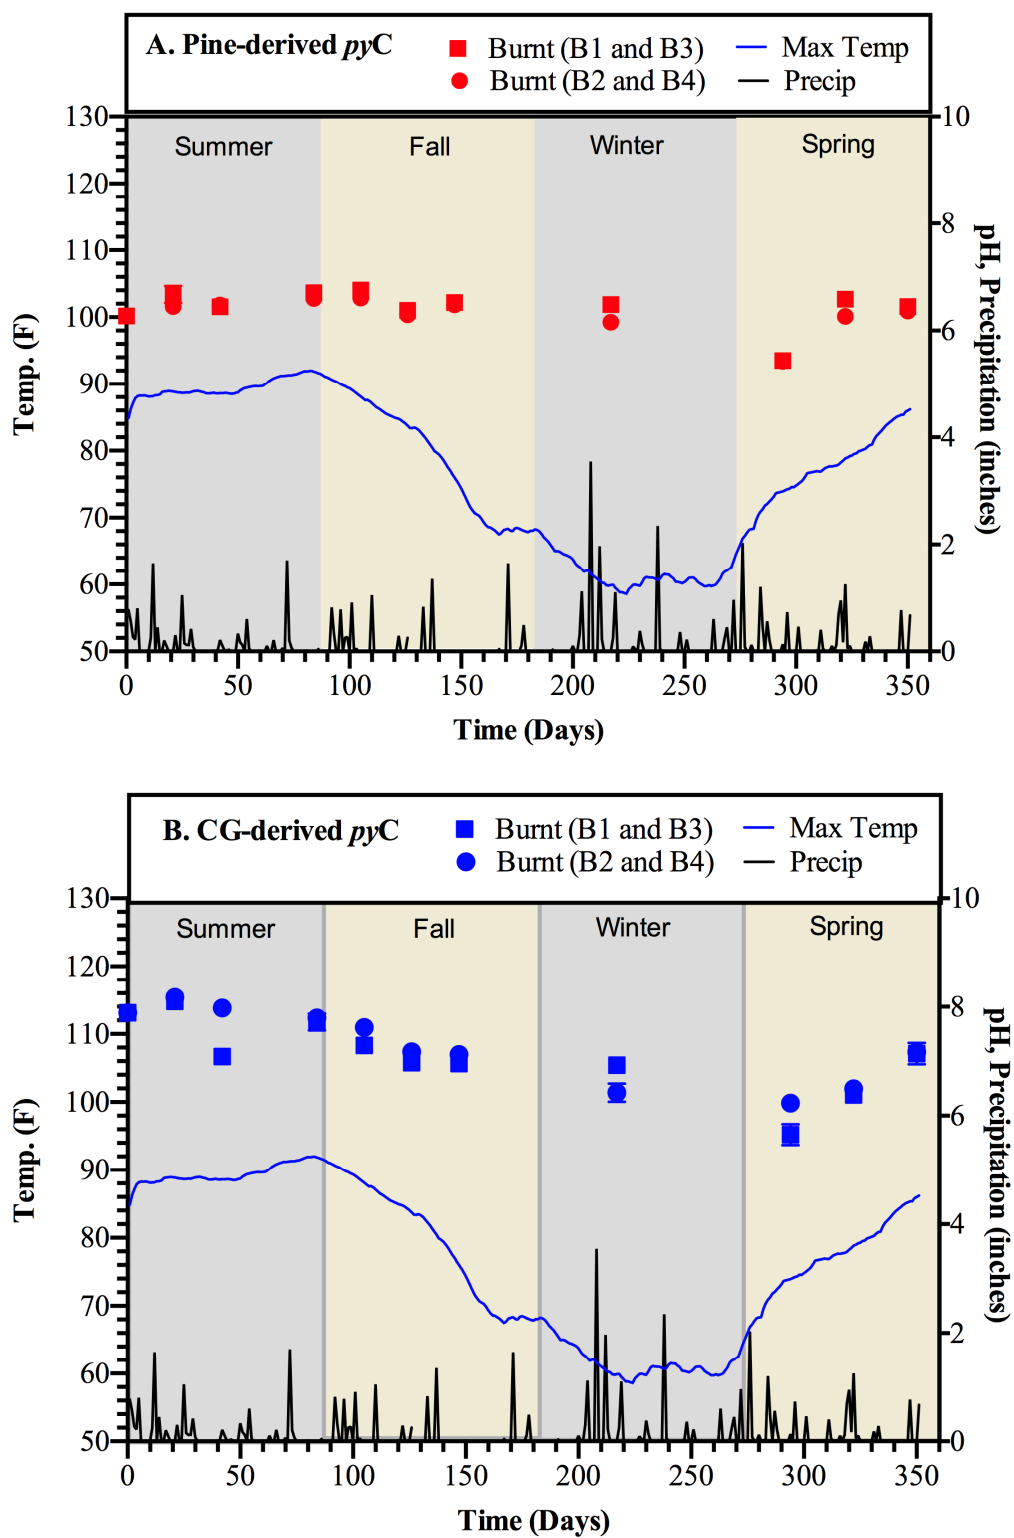 A. Pine-derived pyC
Burnt (B1 and B3)
Max Temp
Burnt (B2 and B4)
Precip
130
10
Summer
Fall
Winter
Spring
120
8
110
100
6
90
4
80
70
2
60
50
0
Temp. (F)
pH, Precipitation (inches)
0 50 100 150 200 250 300 350
Time (Days)
B. CG-derived pyC
Burnt (B1 and B3)
Max Temp
Burnt (B2 and B4)
Precip
130
10
Summer
Fall
Winter
Spring
120
8
110
100
6
90
4
80
70
2
60
50
0
Temp. (F)
pH, Precipitation (inches)
0 50 100 150 200 250 300 350
Time (Days)